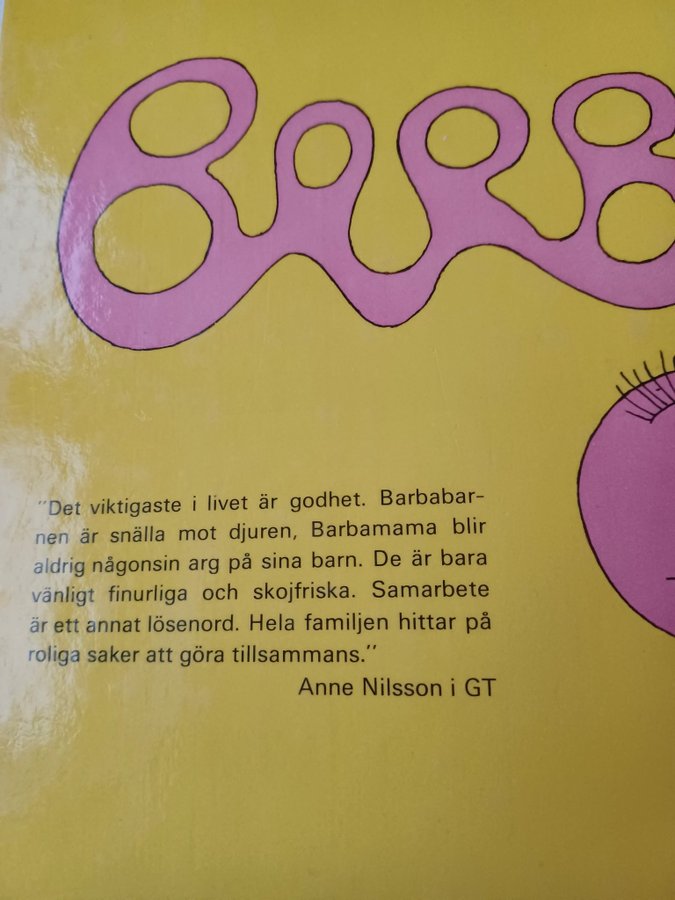 Barb
"Det viktigaste i livet är godhet. Barbabar-
nen är snälla mot djuren, Barbamama blir
aldrig någonsin arg på sina barn. De är bara
vänligt finurliga och skojfriska. Samarbete
är ett annat lösenord. Hela familjen hittar på
roliga saker att göra tillsammans."
Anne Nilsson i GT